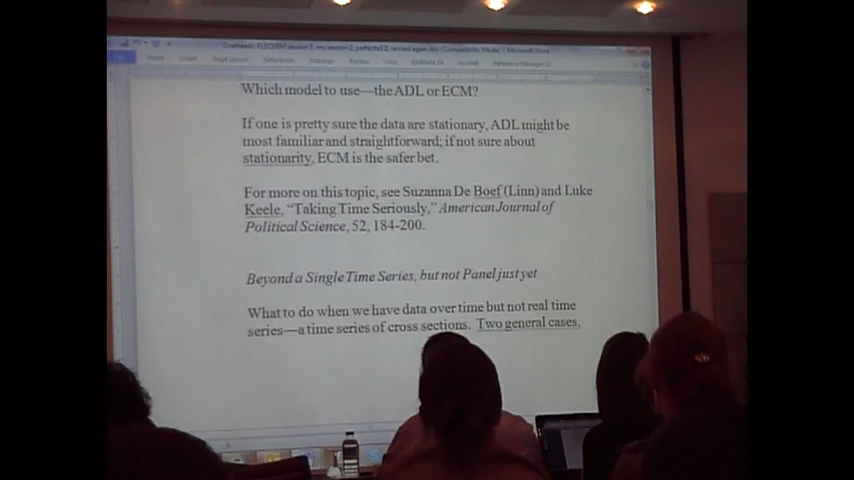 Which model to use—the ADL or ECM?
If one is pretty sure the data are stationary, ADL might be
most familiar and straightforward; if not sure about
stationarity, ECM is the safer bet.
For more on this topic, see Suzanna De Boef (Linn) and Luke
Keele, "Taking Time Seriously," American Journal of
Political Science, 52, 184-200.
Beyond a Single Time Series, but not Panel just yet
What to do when we have data over time but not real time
series—a time series of cross sections. Two general cases.